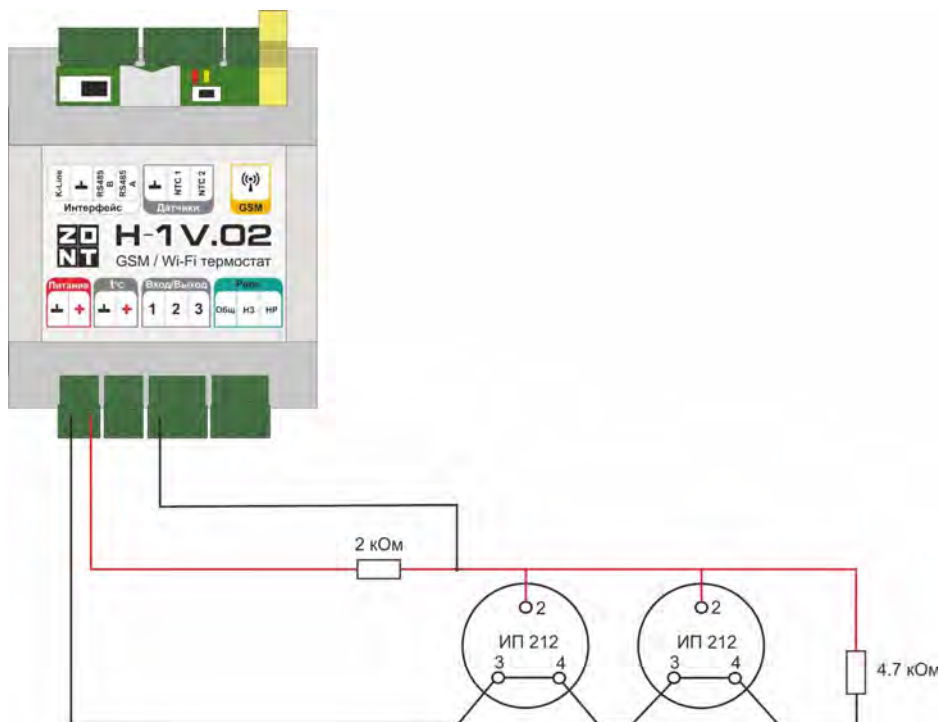 K-Line
RS485 B
RS485 A
NTC 1
NTC 2
Интерфейс
Датчики
GSM
ZONT
H-1V.02
GSM / Wi-Fi термостат
Питание
t°C
Вход/Выход
Реле
+
+
1
2
3
Общ
НЗ
НР
2 кОм
2
2
ИП 212
ИП 212
3
4
3
4
4.7 кОм